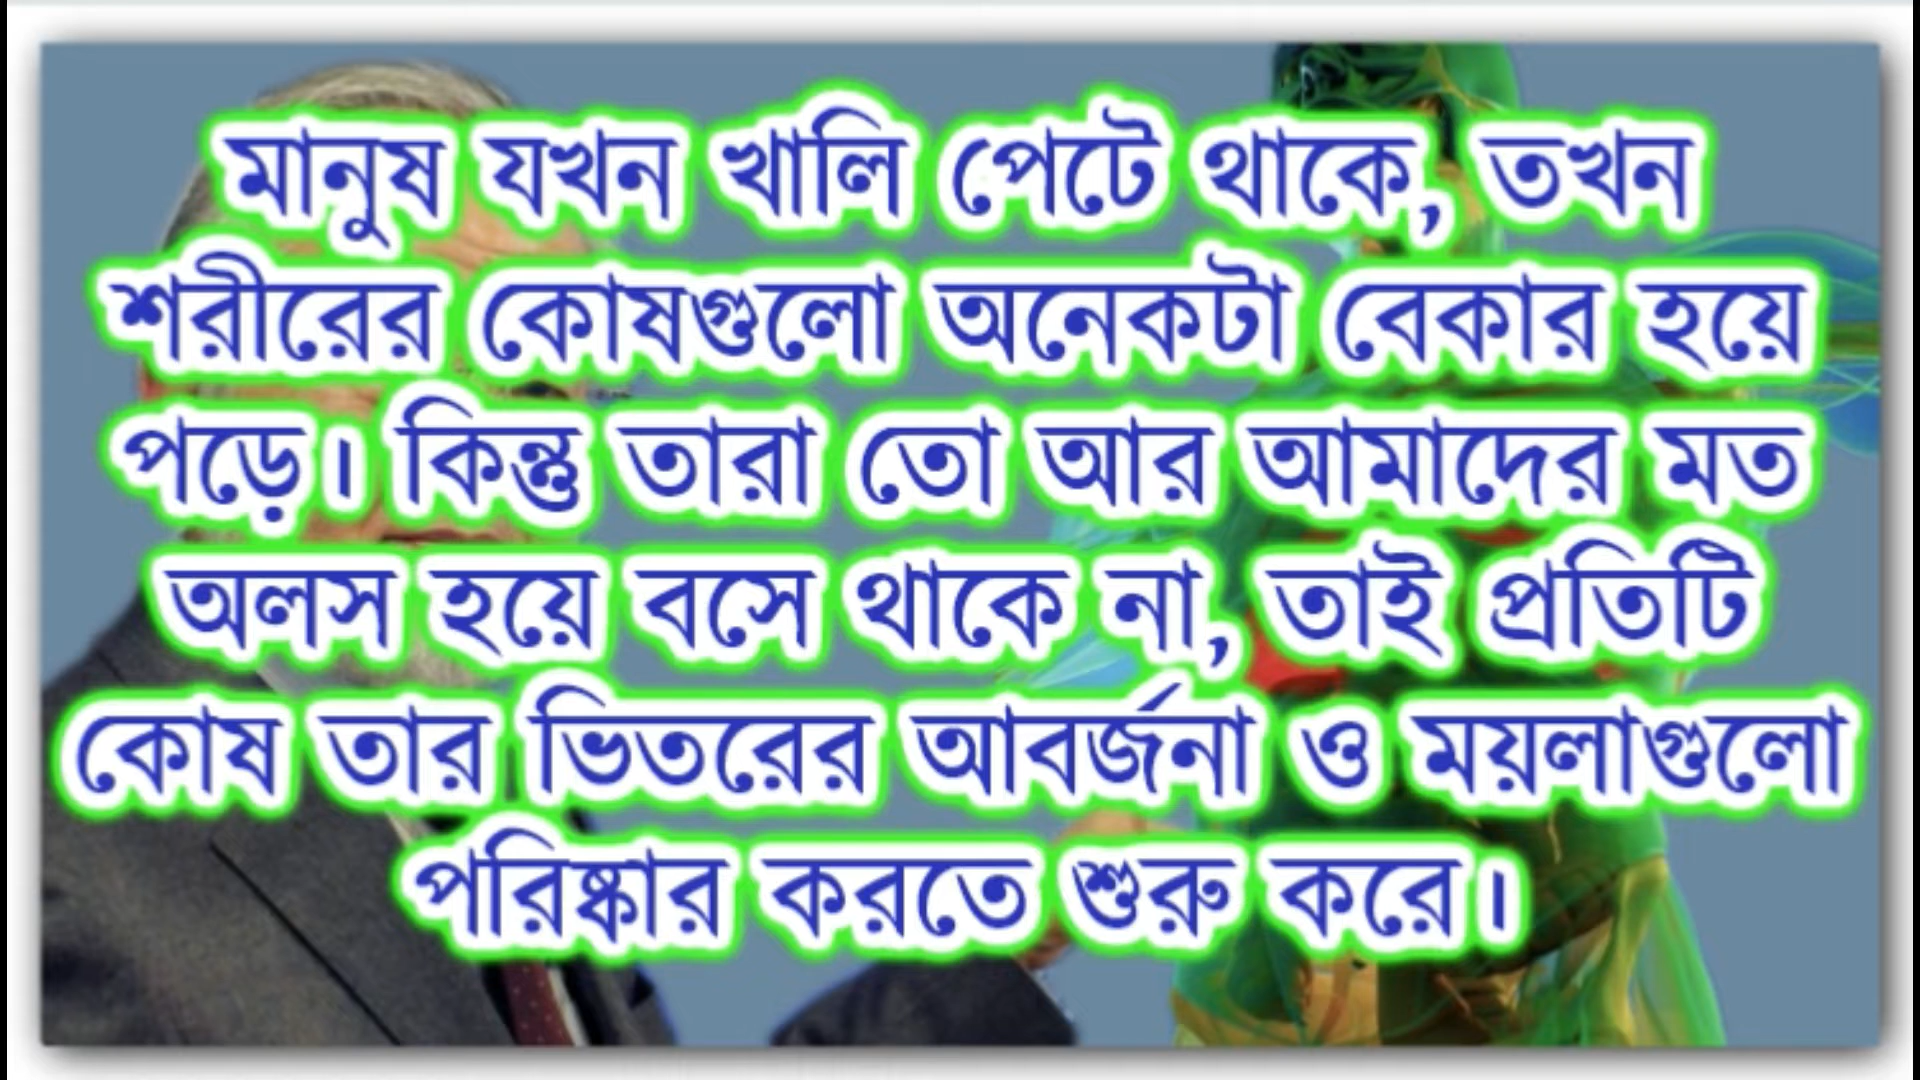 মানুষ যখন খালি পেটে থাকে, তখন
শরীরের কোষগুলো অনেকটা বেকার হয়ে
পড়ে। কিন্তু তারা তো আর আমাদের মত
অলস হয়ে বসে থাকে না, তাই প্রতিটি
কোষ তার ভিতরের আবর্জনা ও ময়লাগুলো
পরিষ্কার করতে শুরু করে।